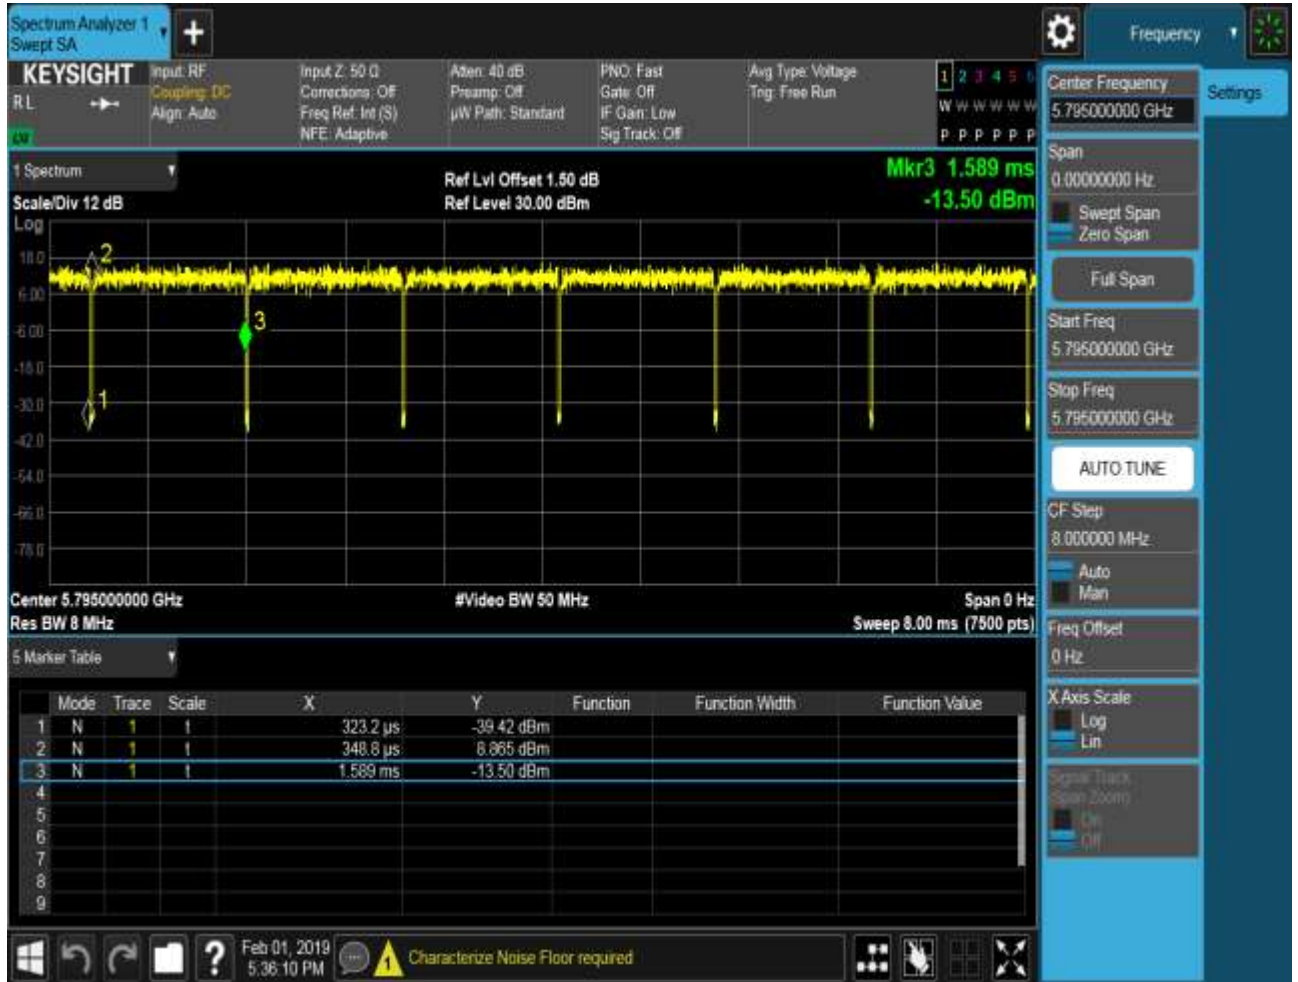 Spectrum Analyzer 1
Swept SA
+
Frequency
KEYSIGHT
RL
Input: RF
Coupling: DC
Align: Auto
Input Z: 50 Ω
Corrections: Off
Freq Ref: Int (S)
NFE: Adaptive
Atten: 40 dB
Preamp: Off
µW Path: Standard
PNO: Fast
Gate: Off
IF Gain: Low
Sig Track: Off
Avg Type: Voltage
Trig: Free Run
1 2 3 4 5 6
W W W W W W
P P P P P P
1 Spectrum
Scale/Div 12 dB
Ref Lvl Offset 1.50 dB
Ref Level 30.00 dBm
Mkr3 1.589 ms
-13.50 dBm
Log
18.0
6.00
-6.00
-18.0
-30.0
-42.0
-54.0
-66.0
-78.0
2
3
1
Center 5.795000000 GHz
#Video BW 50 MHz
Span 0 Hz
Res BW 8 MHz
Sweep 8.00 ms (7500 pts)
5 Marker Table
Mode Trace Scale X Y Function Function Width Function Value
1 N 1 t 323.2 µs -39.42 dBm
2 N 1 t 348.8 µs 8.865 dBm
3 N 1 t 1.589 ms -13.50 dBm
4
5
6
7
8
9
Center Frequency
5.795000000 GHz
Settings
Span
0.00000000 Hz
Swept Span
Zero Span
Full Span
Start Freq
5.795000000 GHz
Stop Freq
5.795000000 GHz
AUTO TUNE
CF Step
8.000000 MHz
Auto
Man
Freq Offset
0 Hz
X Axis Scale
Log
Lin
Signal Track
(Span Zoom)
On
Off
?
Feb 01, 2019
5:36:10 PM
1
Characterize Noise Floor required